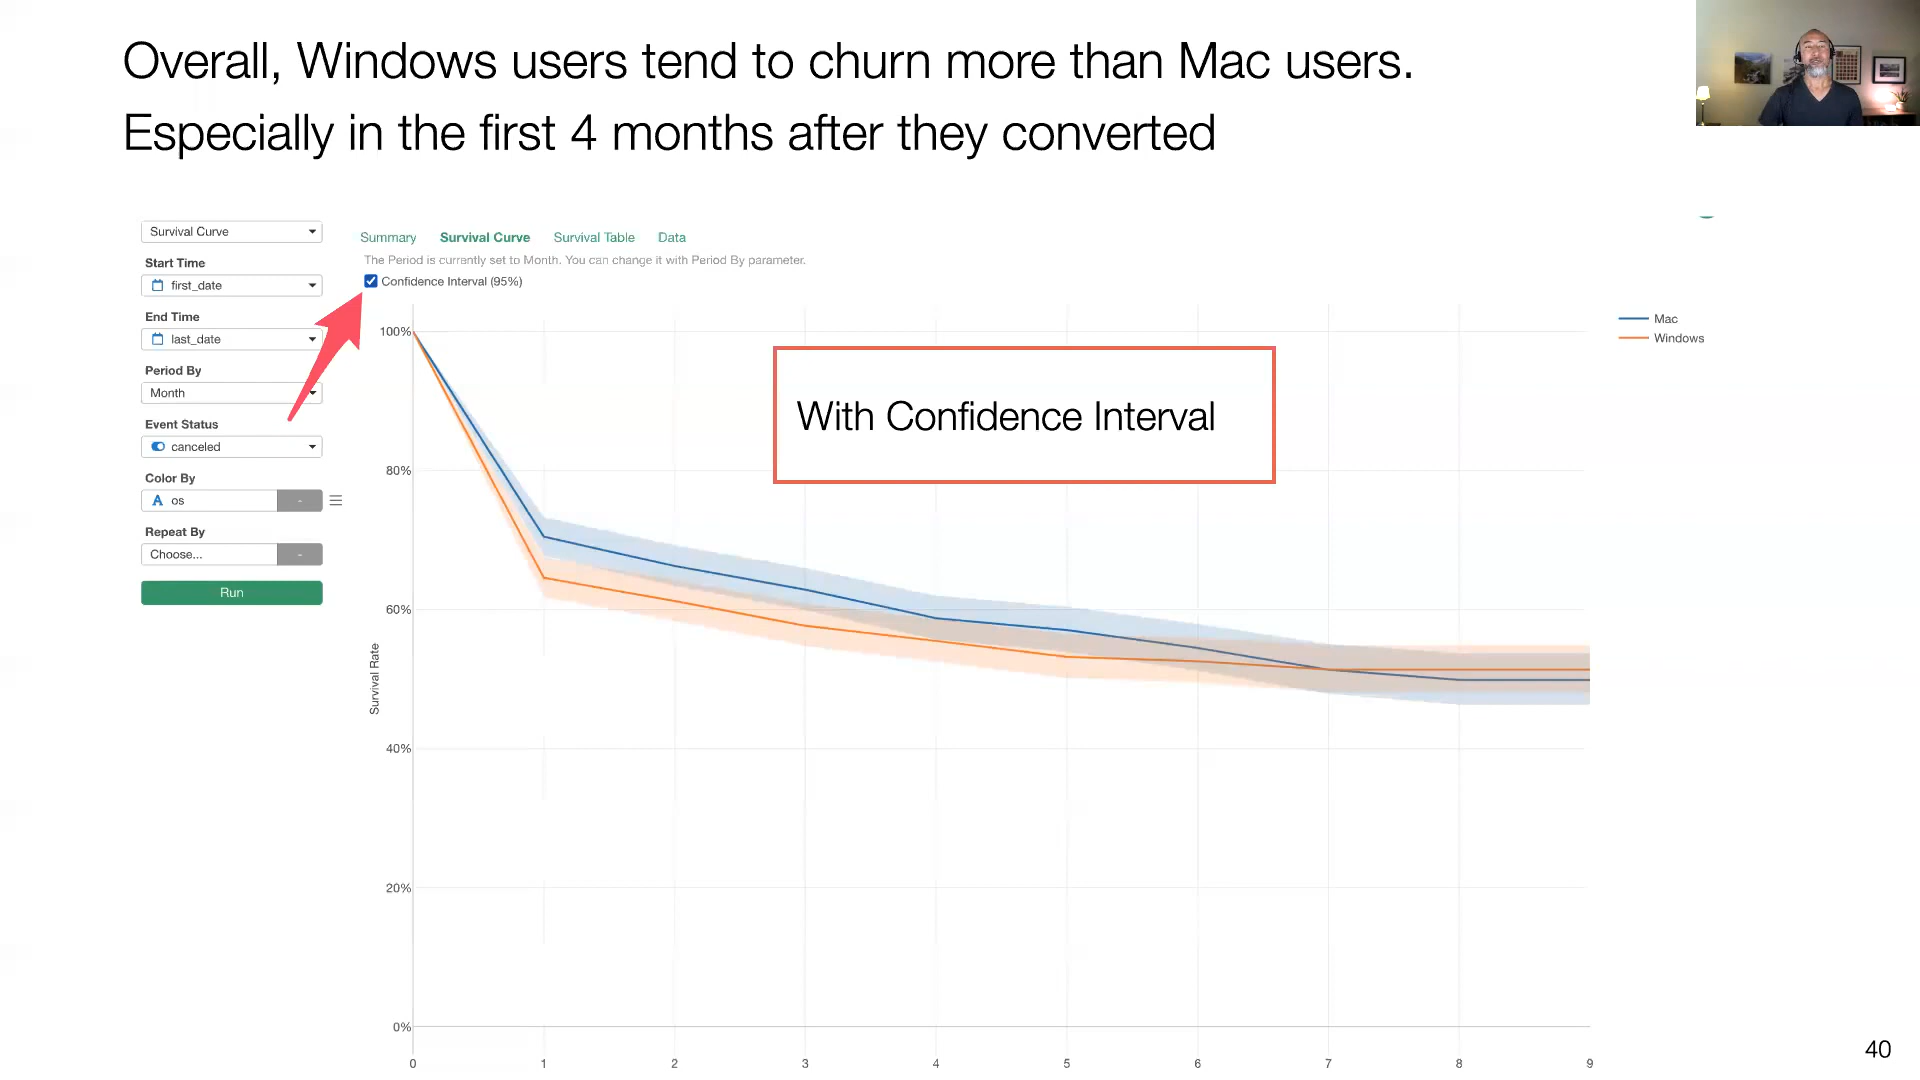 Overall, Windows users tend to churn more than Mac users.
Especially in the first 4 months after they converted
Survival Curve
Start Time
first_date
End Time
last_date
Period By
Month
Event Status
canceled
Color By
A os
-
Repeat By
Choose...
-
Run
Summary Survival Curve Survival Table Data
The Period is currently set to Month. You can change it with Period By parameter.
Confidence Interval (95%)
With Confidence Interval
Mac
Windows
100%
80%
60%
40%
20%
0%
Survival Rate
0 1 2 3 4 5 6 7 8 9
40